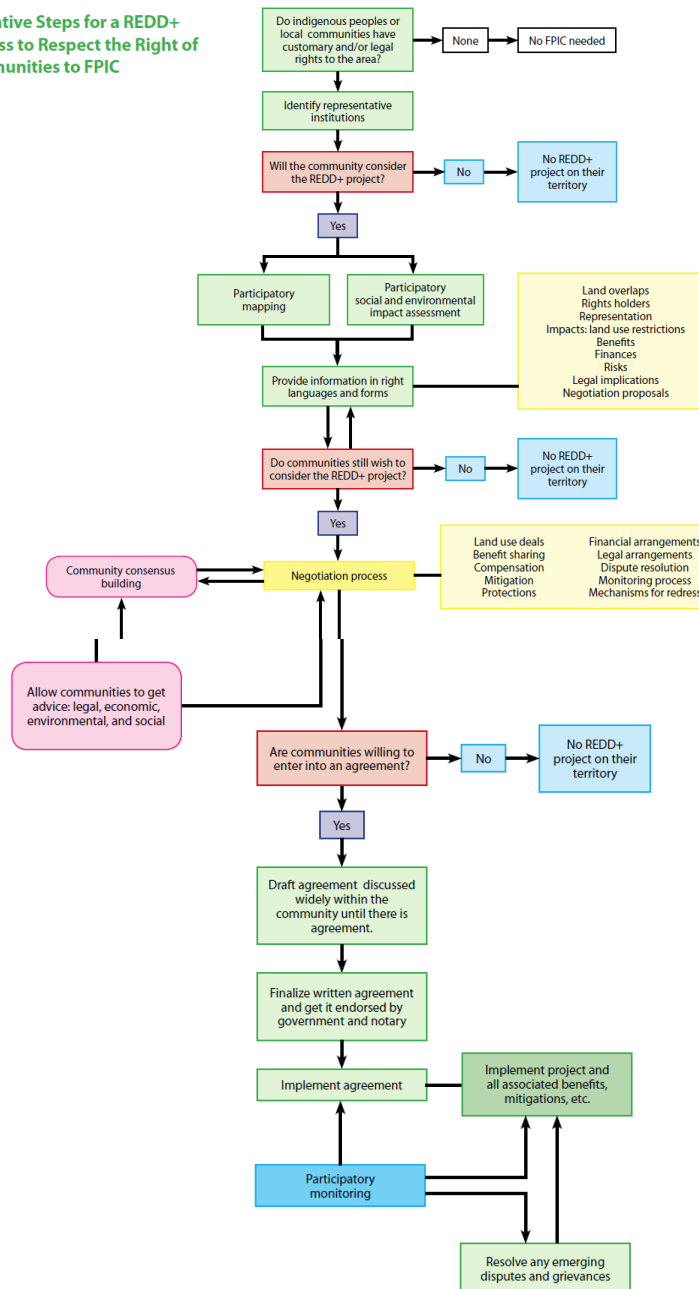 ative Steps for a REDD+
ss to Respect the Right of
munities to FPIC
Do indigenous peoples or
local communities have
customary and/or legal
rights to the area?
None
No FPIC needed
Identify representative
institutions
Will the community consider
the REDD+ project?
No
No REDD+
project on their
territory
Yes
Participatory
mapping
Participatory
social and environmental
impact assessment
Land overlaps
Rights holders
Representation
Impacts: land use restrictions
Benefits
Finances
Risks
Legal implications
Negotiation proposals
Provide information in right
languages and forms
Do communities still wish to
consider the REDD+ project?
No
No REDD+
project on their
territory
Yes
Community consensus
building
Negotiation process
Land use deals
Benefit sharing
Compensation
Mitigation
Protections
Financial arrangements
Legal arrangements
Dispute resolution
Monitoring process
Mechanisms for redress
Allow communities to get
advice: legal, economic,
environmental, and social
Are communities willing to
enter into an agreement?
No
No REDD+
project on their
territory
Yes
Draft agreement discussed
widely within the
community until there is
agreement.
Finalize written agreement
and get it endorsed by
government and notary
Implement agreement
Implement project and
all associated benefits,
mitigations, etc.
Participatory
monitoring
Resolve any emerging
disputes and grievances